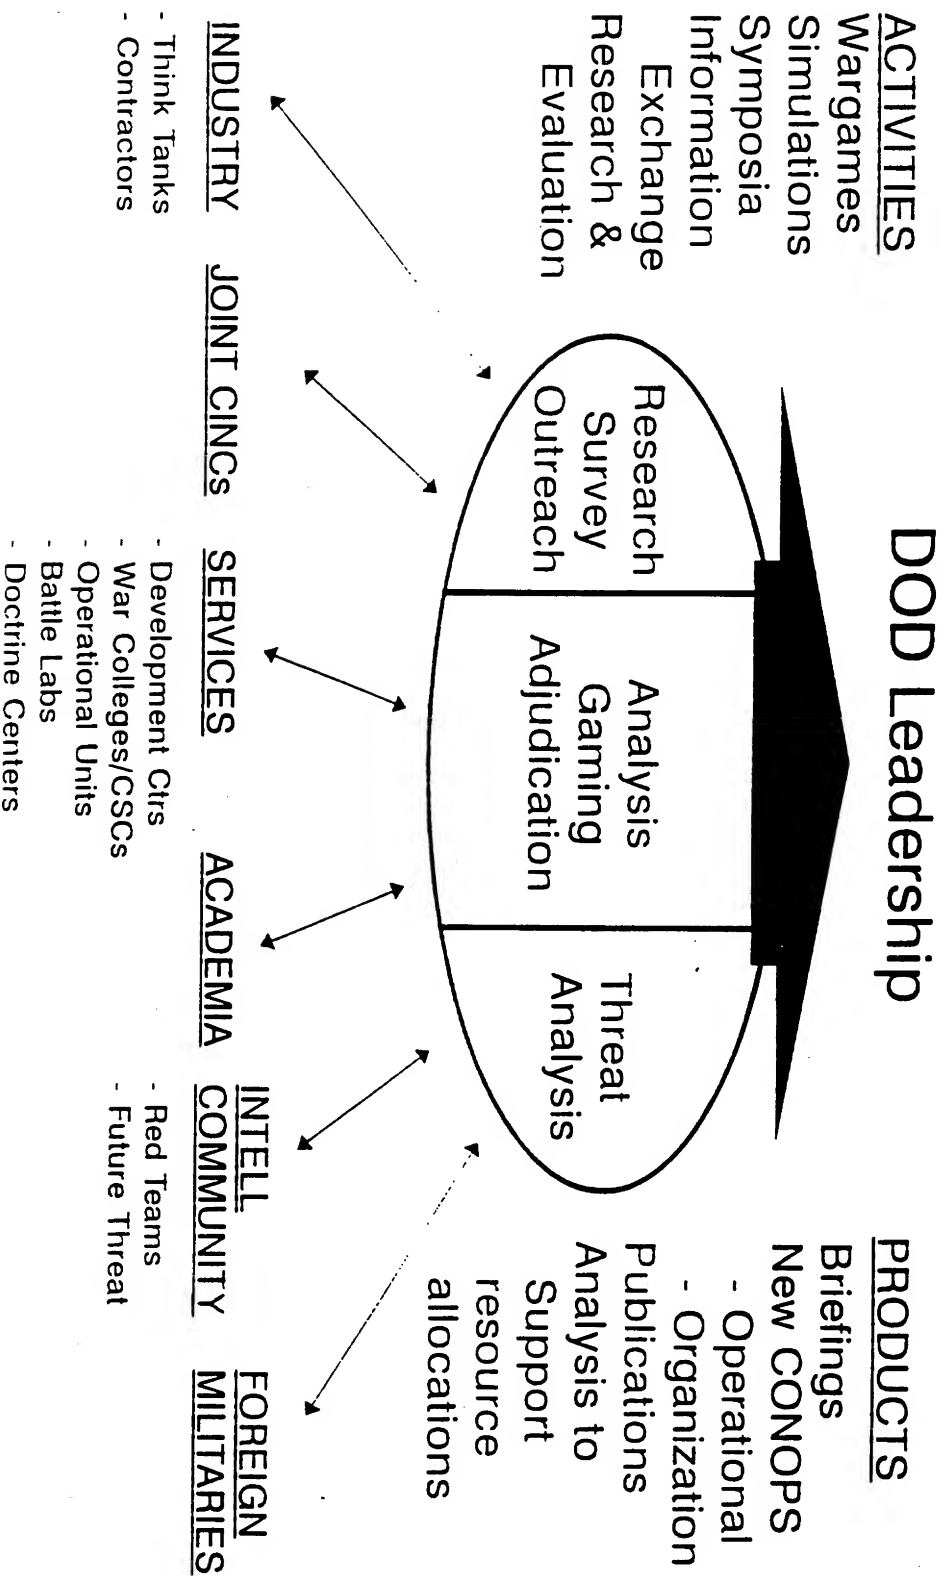 DOD Leadership
ACTIVITIES
Wargames
Simulations
Symposia
Information
Exchange
Research &
Evaluation
Research
Survey
Outreach
Analysis
Gaming
Adjudication
Threat
Analysis
PRODUCTS
Briefings
New CONOPS
- Operational
- Organization
Publications
Analysis to
Support
resource
allocations
INDUSTRY
- Think Tanks
- Contractors
JOINT CINCs
SERVICES
- Development Ctrs
- War Colleges/CSCs
- Operational Units
- Battle Labs
- Doctrine Centers
ACADEMIA
INTELL
COMMUNITY
- Red Teams
- Future Threat
FOREIGN
MILITARIES